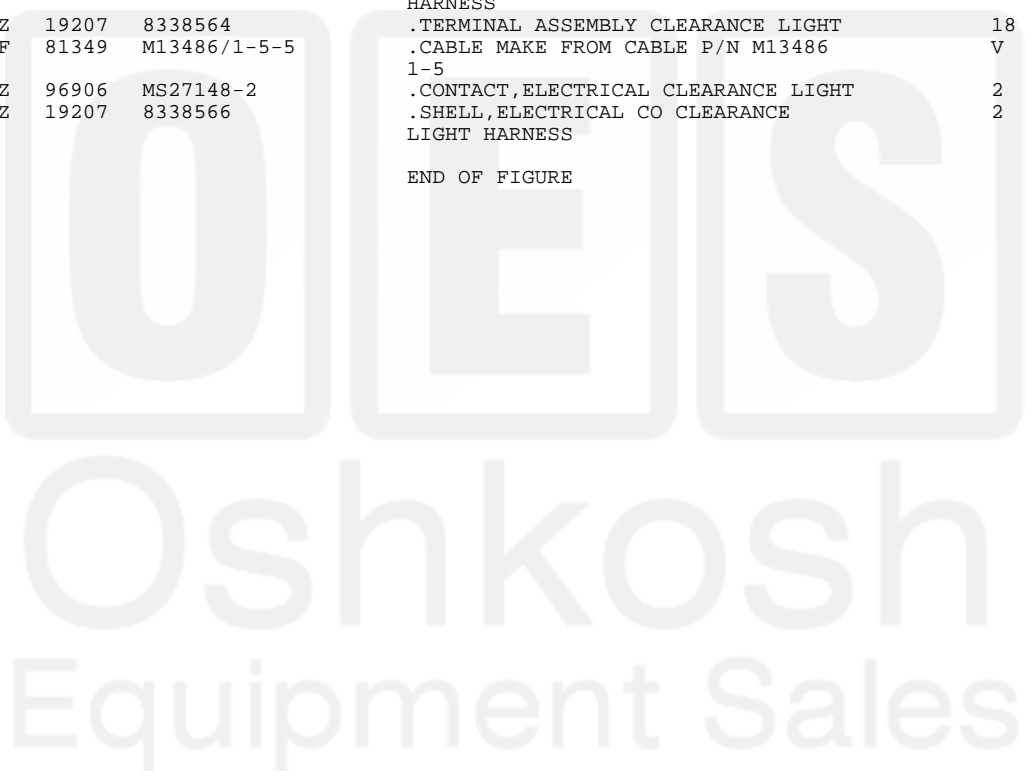 HARNESS
Z 19207 8338564 .TERMINAL ASSEMBLY CLEARANCE LIGHT 18
F 81349 M13486/1-5-5 .CABLE MAKE FROM CABLE P/N M13486 V
1-5
Z 96906 MS27148-2 .CONTACT,ELECTRICAL CLEARANCE LIGHT 2
Z 19207 8338566 .SHELL,ELECTRICAL CO CLEARANCE 2
LIGHT HARNESS
END OF FIGURE
OES
Oshkosh
Equipment Sales